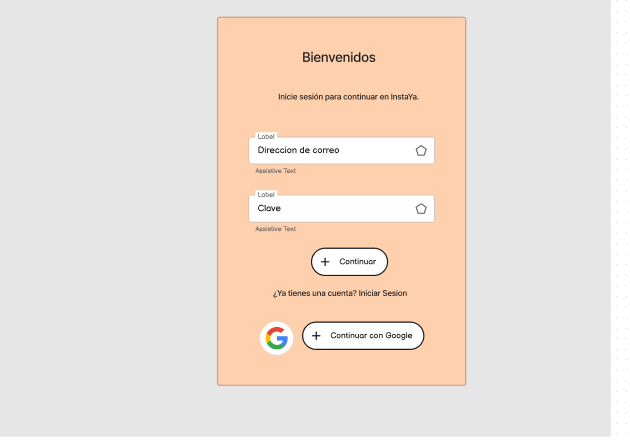 Bienvenidos
Inicie sesión para continuar en InstaYa.
Label
Direccion de correo
Assistive Text
Label
Clave
Assistive Text
Continuar
¿Ya tienes una cuenta? Iniciar Sesion
Continuar con Google